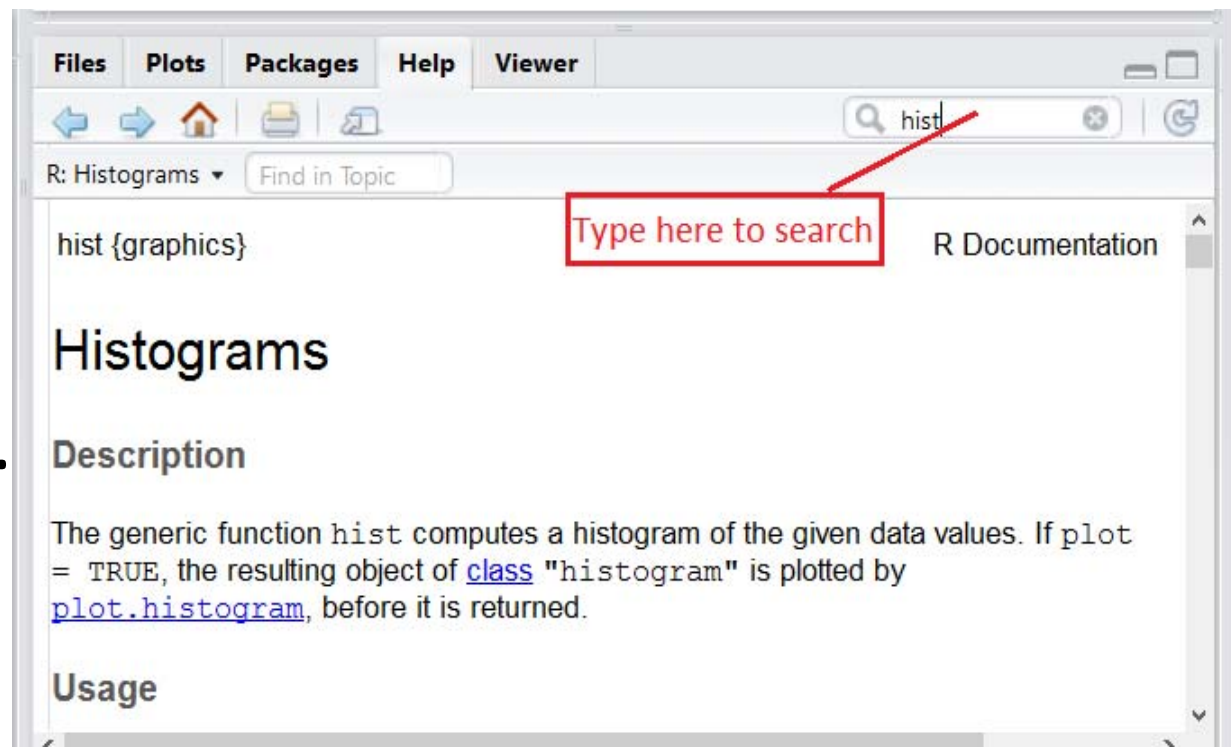 Files Plots Packages Help Viewer
hist
R: Histograms Find in Topic
Type here to search
hist {graphics} R Documentation
Histograms
Description
The generic function hist computes a histogram of the given data values. If plot
= TRUE, the resulting object of class "histogram" is plotted by
plot.histogram, before it is returned.
Usage